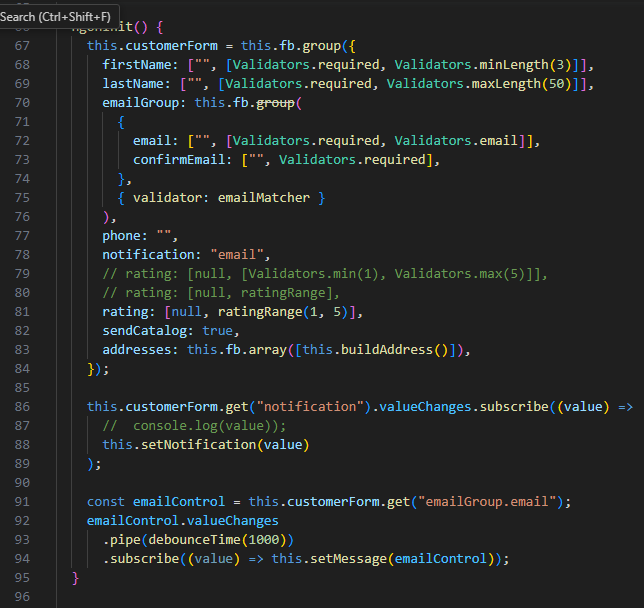 Search (Ctrl+Shift+F)
66 ngOnInit() {
67 this.customerForm = this.fb.group({
68 firstName: ["", [Validators.required, Validators.minLength(3)]],
69 lastName: ["", [Validators.required, Validators.maxLength(50)]],
70 emailGroup: this.fb.group(
71 {
72 email: ["", [Validators.required, Validators.email]],
73 confirmEmail: ["", Validators.required],
74 },
75 { validator: emailMatcher }
76 ),
77 phone: "",
78 notification: "email",
79 // rating: [null, [Validators.min(1), Validators.max(5)]],
80 // rating: [null, ratingRange],
81 rating: [null, ratingRange(1, 5)],
82 sendCatalog: true,
83 addresses: this.fb.array([this.buildAddress()]),
84 });
85
86 this.customerForm.get("notification").valueChanges.subscribe((value) =>
87 //  console.log(value));
88 this.setNotification(value)
89 );
90
91 const emailControl = this.customerForm.get("emailGroup.email");
92 emailControl.valueChanges
93 .pipe(debounceTime(1000))
94 .subscribe((value) => this.setMessage(emailControl));
95 }
96